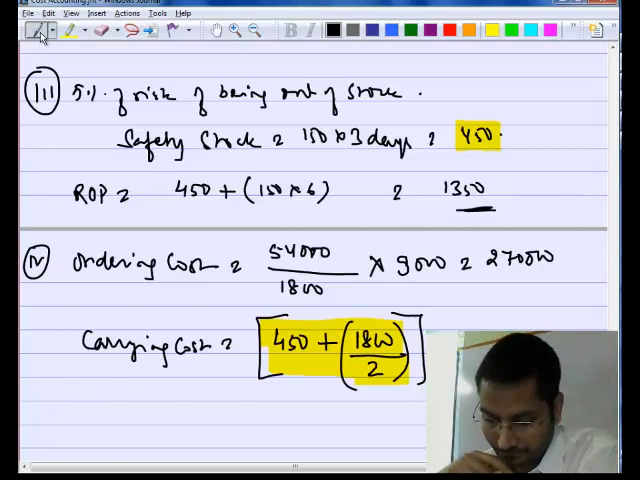 Cost Accounting.jnt - Windows Journal
File Edit View Insert Actions Tools Help
B I
III 5% of risk of being out of Stock.
Safety Stock = 150 x 3 days = 450.
ROP = 450 + (150 x 6) = 1350
IV Ordering Cost = 54000 / 1800 x 9000 = 270000
Carrying Cost = [450 + (1800 / 2)]